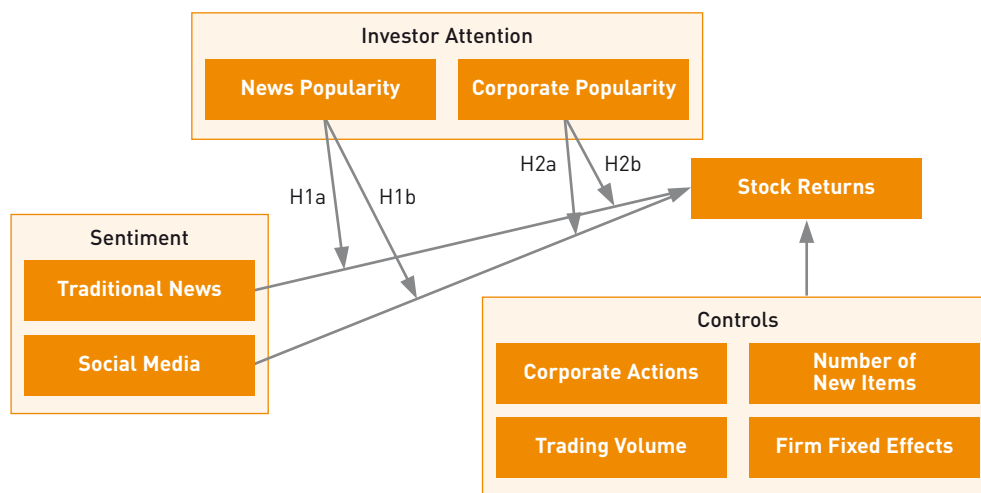 Investor Attention
News Popularity
Corporate Popularity
H1a
H1b
H2a
H2b
Stock Returns
Sentiment
Traditional News
Social Media
Controls
Corporate Actions
Number of
New Items
Trading Volume
Firm Fixed Effects